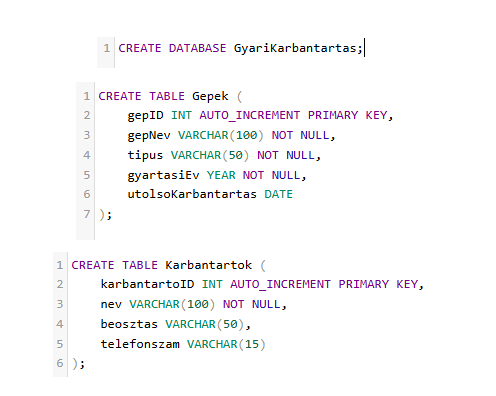 1 CREATE DATABASE GyariKarbantartas;
1 CREATE TABLE Gepek (
2 gepID INT AUTO_INCREMENT PRIMARY KEY,
3 gepNev VARCHAR(100) NOT NULL,
4 tipus VARCHAR(50) NOT NULL,
5 gyartasiEv YEAR NOT NULL,
6 utolsoKarbantartas DATE
7 );
1 CREATE TABLE Karbantartok (
2 karbantartoID INT AUTO_INCREMENT PRIMARY KEY,
3 nev VARCHAR(100) NOT NULL,
4 beosztas VARCHAR(50),
5 telefonszam VARCHAR(15)
6 );